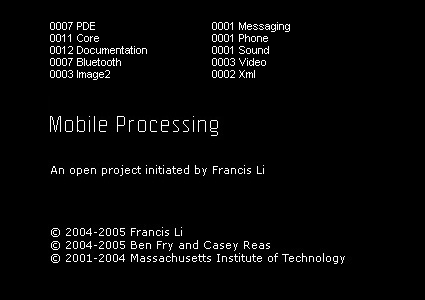 0007 PDE
0011 Core
0012 Documentation
0007 Bluetooth
0003 Image2
0001 Messaging
0001 Phone
0001 Sound
0003 Video
0002 Xml
Mobile Processing
An open project initiated by Francis Li
© 2004-2005 Francis Li
© 2004-2005 Ben Fry and Casey Reas
© 2001-2004 Massachusetts Institute of Technology